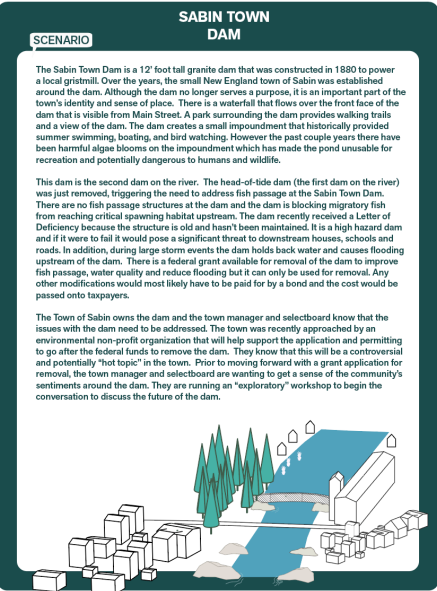 SABIN TOWN
DAM
SCENARIO
The Sabin Town Dam is a 12' foot tall granite dam that was constructed in 1880 to power
a local gristmill. Over the years, the small New England town of Sabin was established
around the dam. Although the dam no longer serves a purpose, it is an important part of the
town's identity and sense of place.  There is a waterfall that flows over the front face of the
dam that is visible from Main Street. A park surrounding the dam provides walking trails
and a view of the dam. The dam creates a small impoundment that historically provided
summer swimming, boating, and bird watching. However the past couple years there have
been harmful algae blooms on the impoundment which has made the pond unusable for
recreation and potentially dangerous to humans and wildlife.
This dam is the second dam on the river.  The head-of-tide dam (the first dam on the river)
was just removed, triggering the need to address fish passage at the Sabin Town Dam.
There are no fish passage structures at the dam and the dam is blocking migratory fish
from reaching critical spawning habitat upstream. The dam recently received a Letter of
Deficiency because the structure is old and hasn't been maintained. It is a high hazard dam
and if it were to fail it would pose a significant threat to downstream houses, schools and
roads. In addition, during large storm events the dam holds back water and causes flooding
upstream of the dam.  There is a federal grant available for removal of the dam to improve
fish passage, water quality and reduce flooding but it can only be used for removal. Any
other modifications would most likely have to be paid for by a bond and the cost would be
passed onto taxpayers.
The Town of Sabin owns the dam and the town manager and selectboard know that the
issues with the dam need to be addressed. The town was recently approached by an
environmental non-profit organization that will help support the application and permitting
to go after the federal funds to remove the dam.  They know that this will be a controversial
and potentially "hot topic" in the town.  Prior to moving forward with a grant application for
removal, the town manager and selectboard are wanting to get a sense of the community's
sentiments around the dam. They are running an "exploratory" workshop to begin the
conversation to discuss the future of the dam.